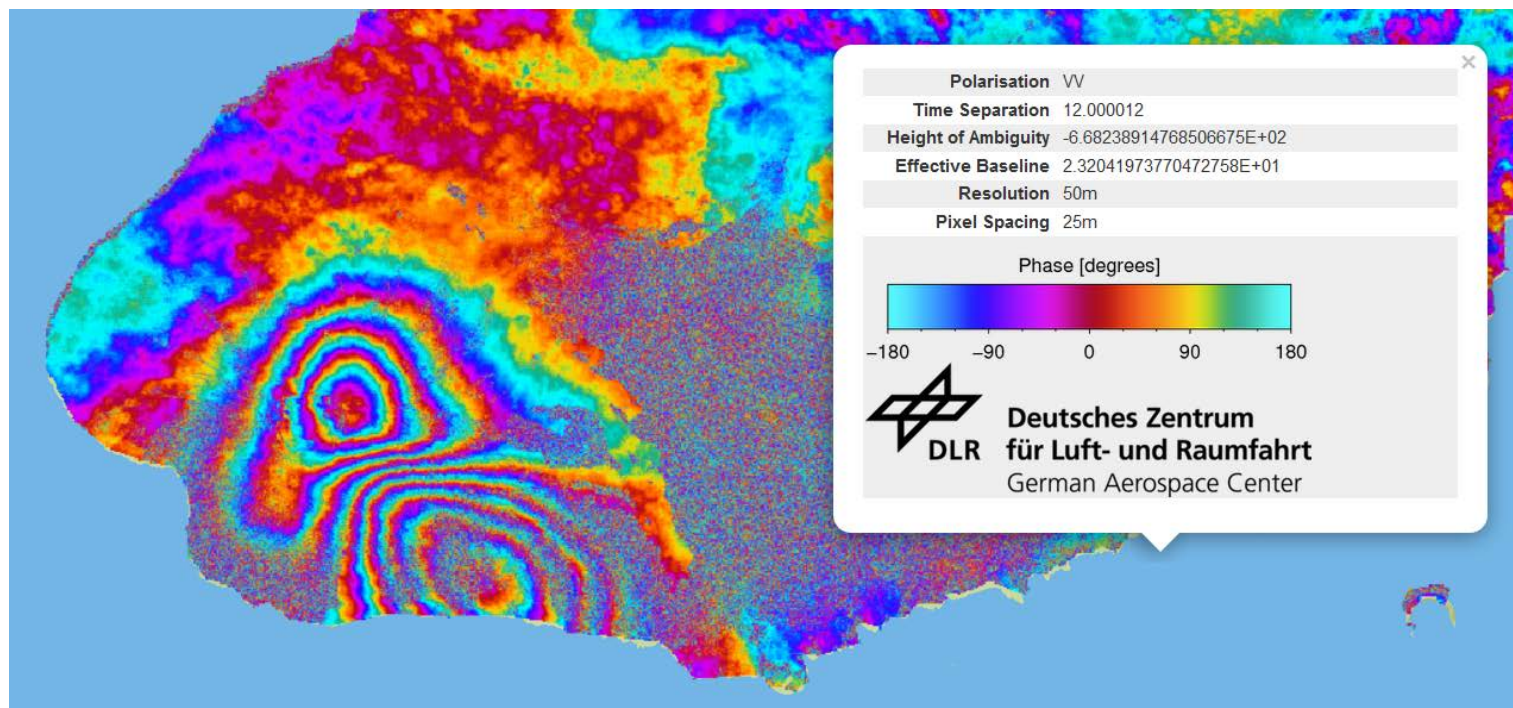 ×
Polarisation VV
Time Separation 12.000012
Height of Ambiguity -6.68238914768506675E+02
Effective Baseline 2.32041973770472758E+01
Resolution 50m
Pixel Spacing 25m
Phase [degrees]
−180 −90 0 90 180
DLR
Deutsches Zentrum
für Luft- und Raumfahrt
German Aerospace Center